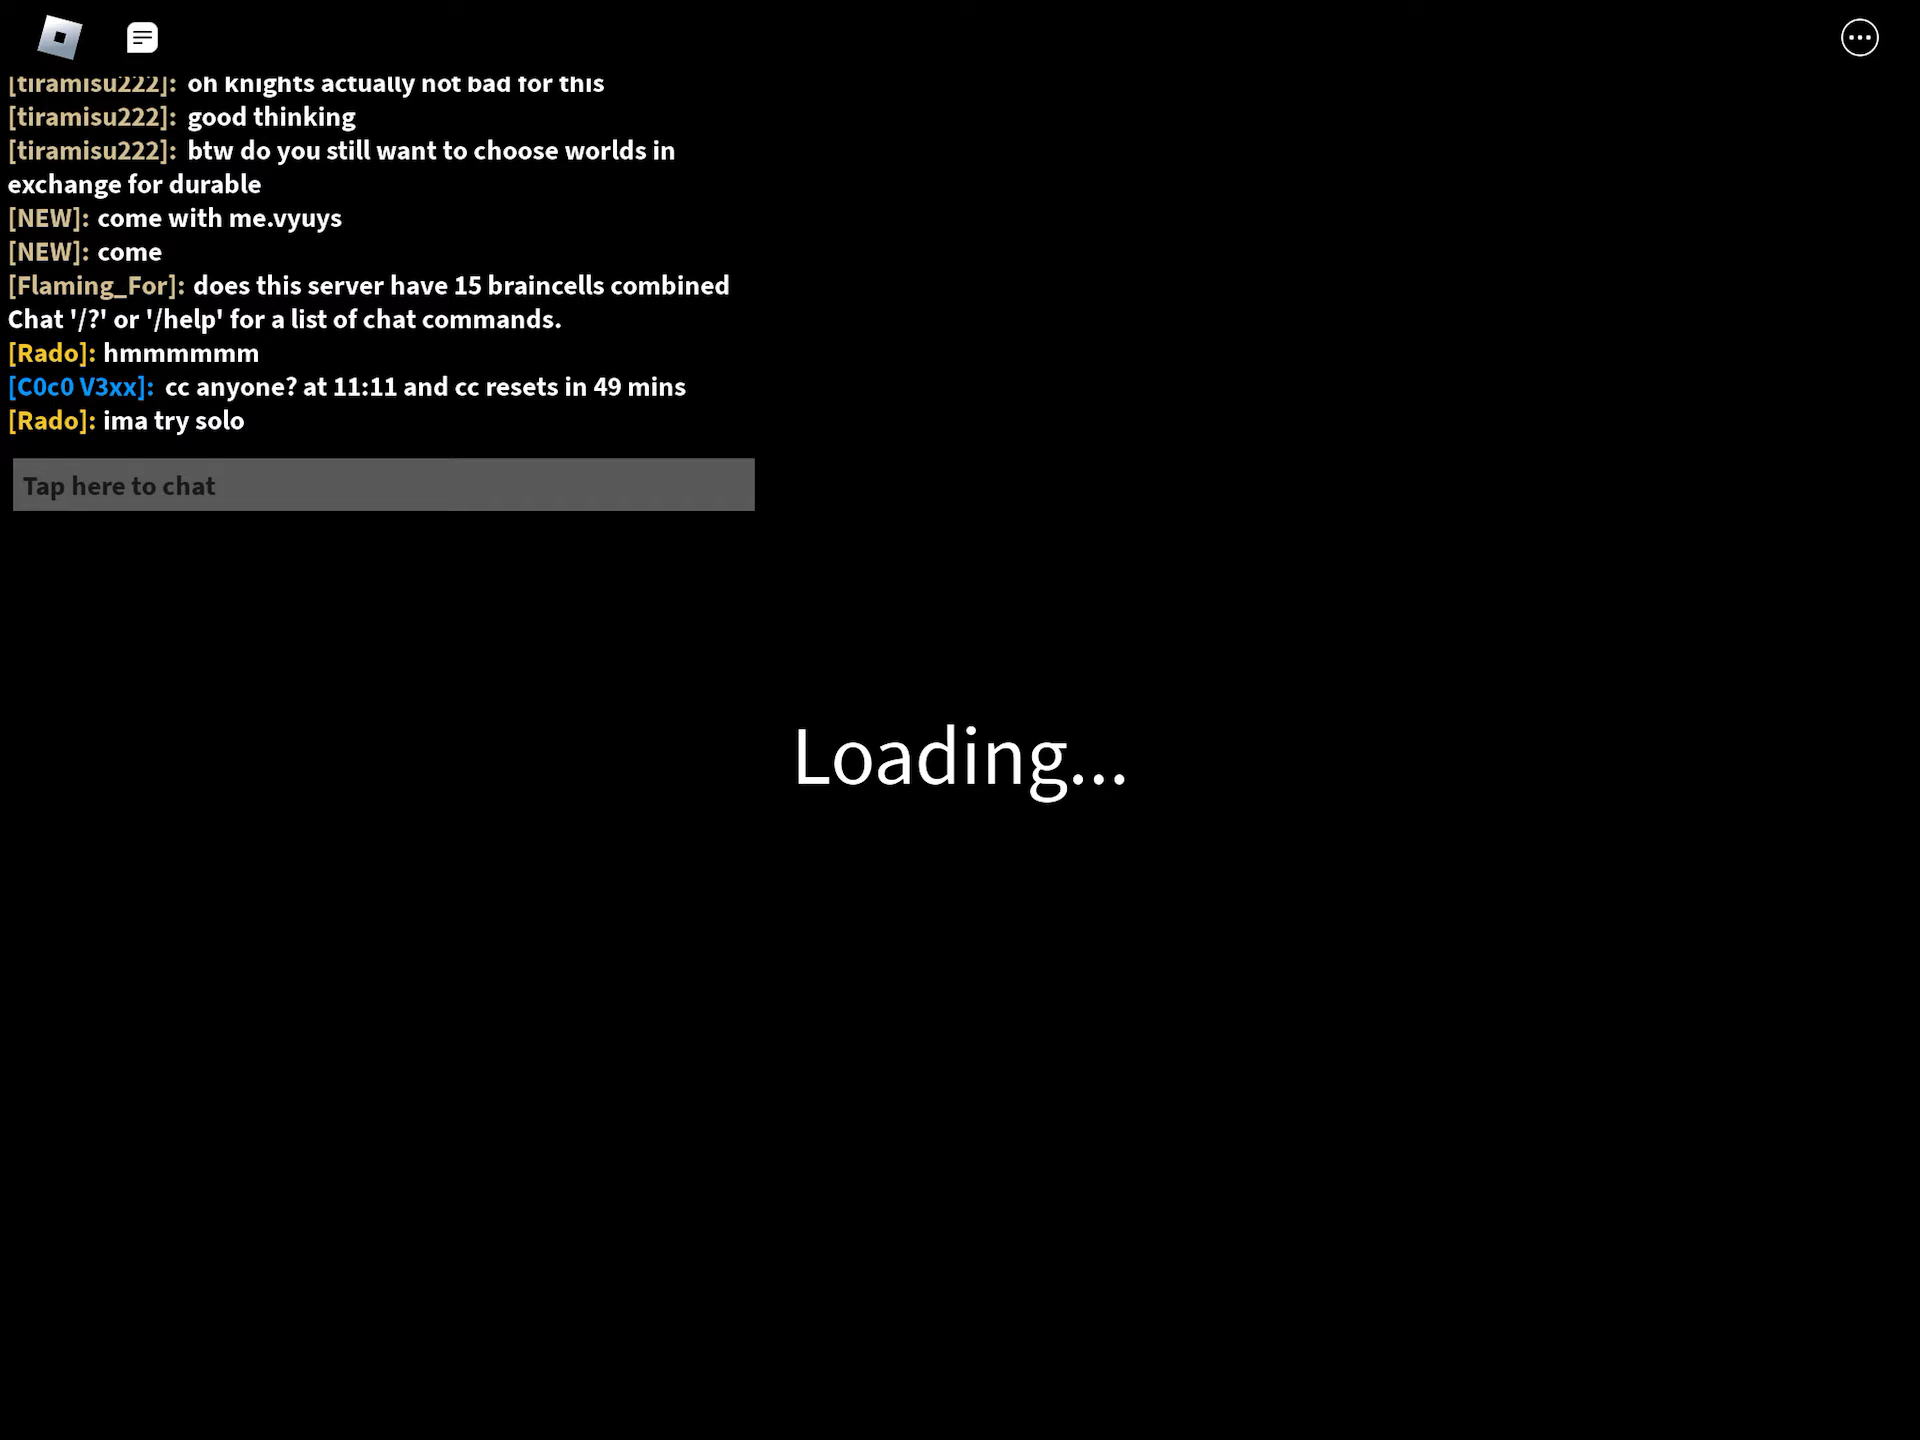 [tiramisu222]: oh knights actually not bad for this
[tiramisu222]: good thinking
[tiramisu222]: btw do you still want to choose worlds in
exchange for durable
[NEW]: come with me.vyuys
[NEW]: come
[Flaming_For]: does this server have 15 braincells combined
Chat '/?' or '/help' for a list of chat commands.
[Rado]: hmmmmmm
[C0c0 V3xx]: cc anyone? at 11:11 and cc resets in 49 mins
[Rado]: ima try solo
Tap here to chat
Loading...